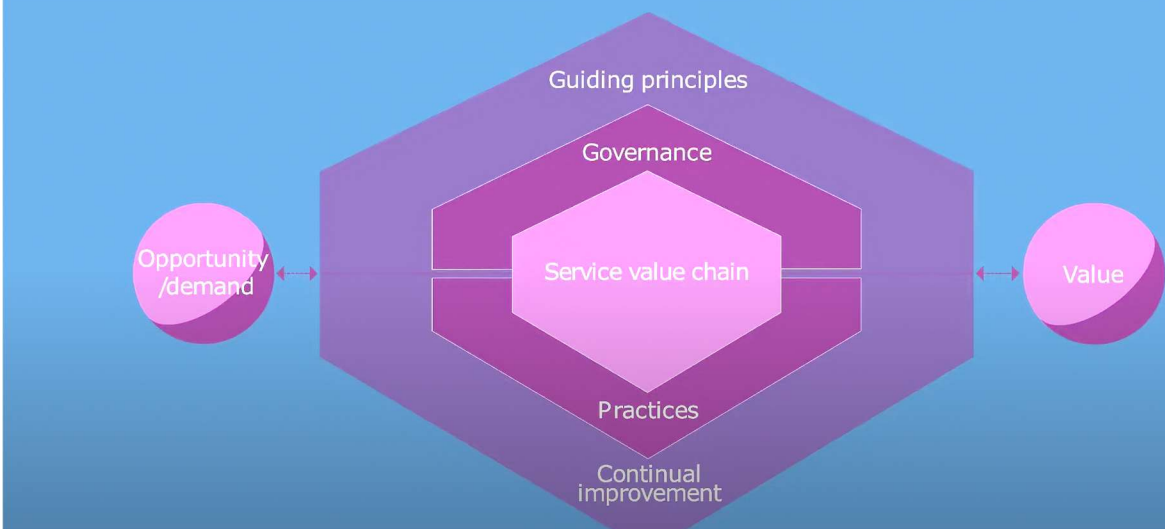 Guiding principles
Governance
Opportunity
/demand
Service value chain
Value
Practices
Continual
improvement